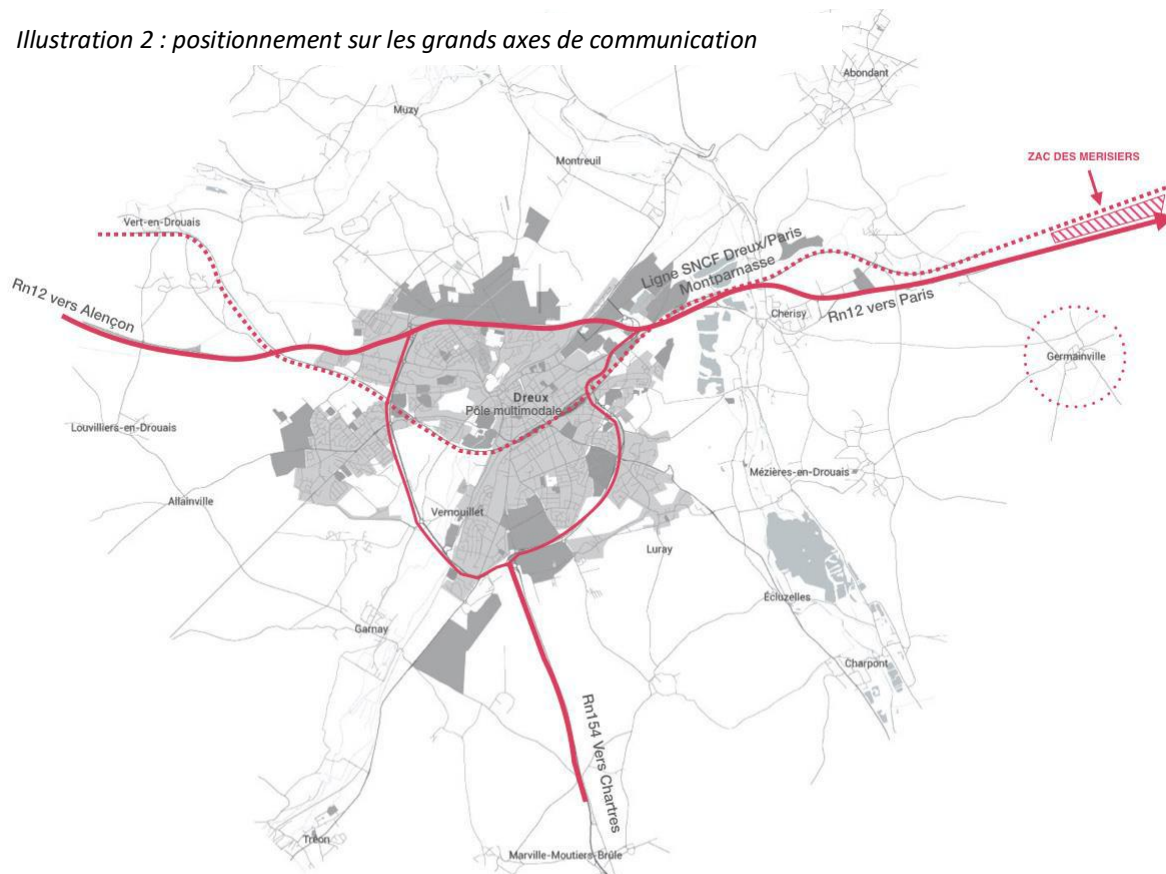 Illustration 2 : positionnement sur les grands axes de communication
Abondant
Muzy
Montreuil
ZAC DES MERISIERS
Vert-en-Drouais
Ligne SNCF Dreux/Paris
Montparnasse
Rn12 vers Alençon
Rn12 vers Paris
Chérisy
Germainville
Dreux
Pôle multimodale
Louvilliers-en-Drouais
Mézières-en-Drouais
Allainville
Vernouillet
Luray
Écluzelles
Garnay
Charpont
Rn154 Vers Chartres
Tréon
Marville-Moutiers-Brûle